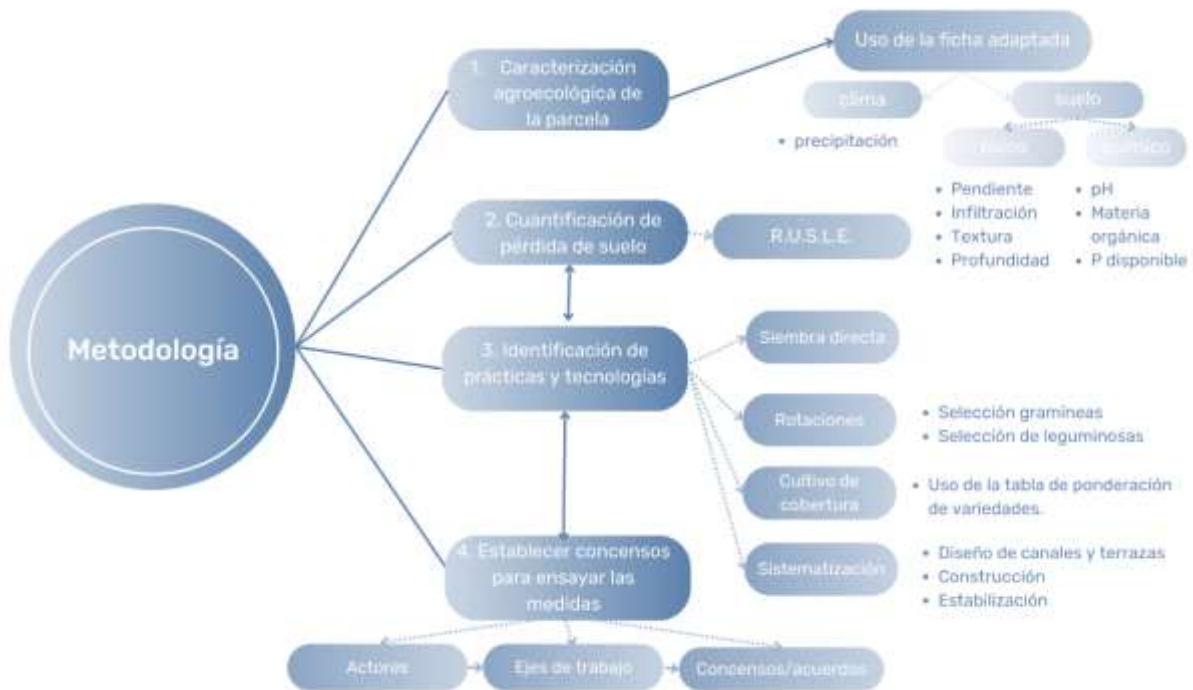 Metodología
1. Caracterización
agroecológica de
la parcela
Uso de la ficha adaptada
clima
suelo
• precipitación
físico
químico
• Pendiente
• Infiltración
• Textura
• Profundidad
• pH
• Materia
orgánica
• P disponible
2. Cuantificación de
pérdida de suelo
R.U.S.L.E.
3. Identificación de
prácticas y tecnologías
Siembra directa
Rotaciones
• Selección gramíneas
• Selección de leguminosas
Cultivo de
cobertura
• Uso de la tabla de ponderación
de variedades.
Sistematización
• Diseño de canales y terrazas
• Construcción
• Estabilización
4. Establecer concensos
para ensayar las
medidas
Actores
Ejes de trabajo
Concensos/acuerdos